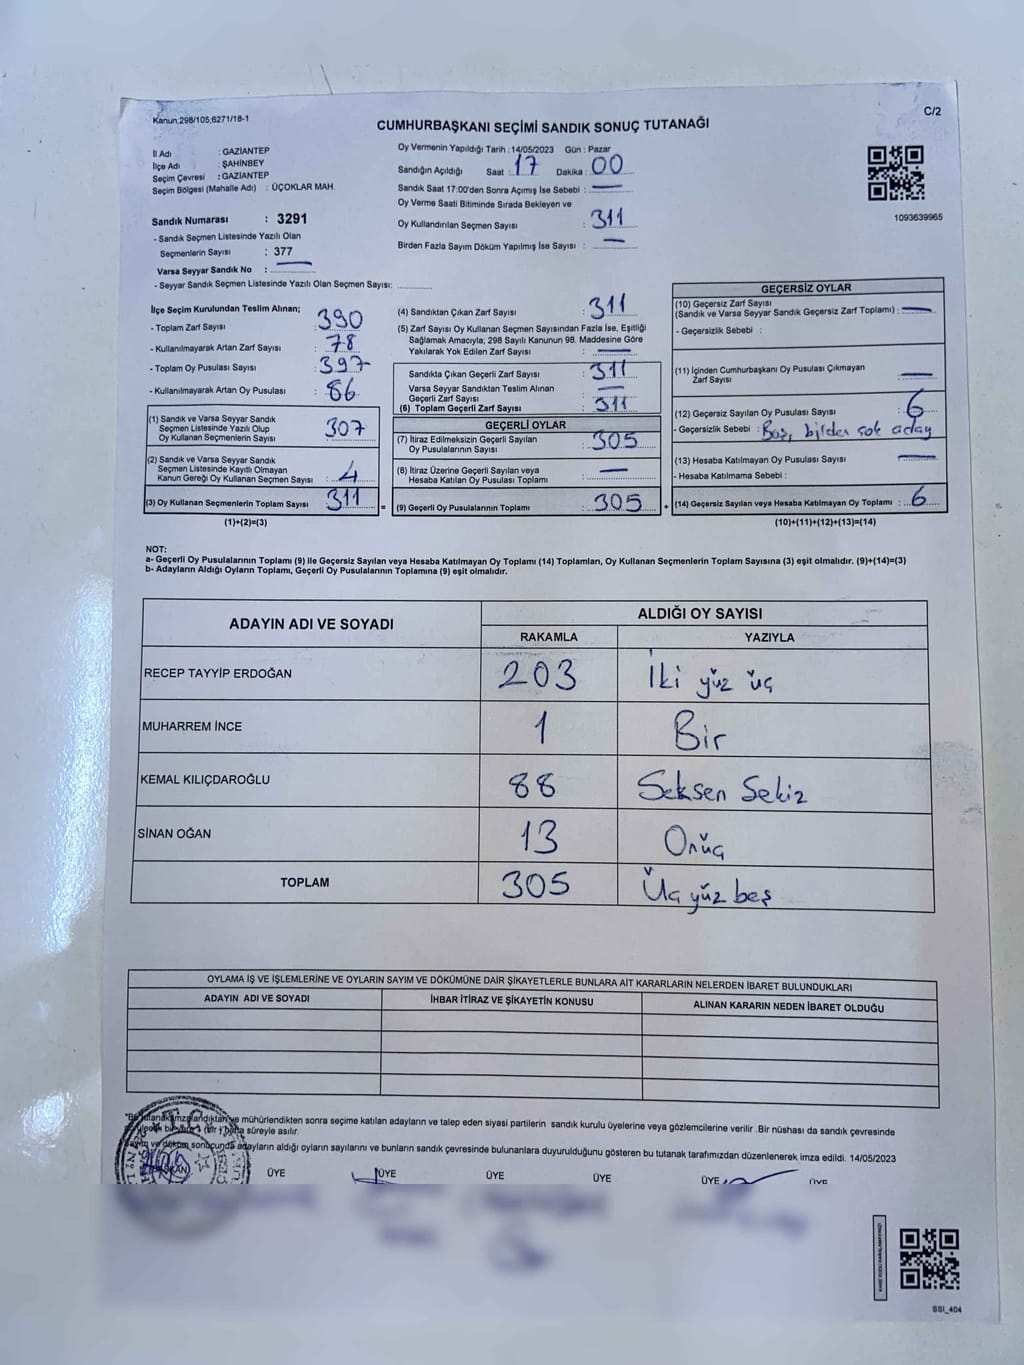 Kanun,298/105,6271/18-1
C/2
CUMHURBAŞKANI SEÇİMİ SANDIK SONUÇ TUTANAĞI
İl Adı : GAZİANTEP
İlçe Adı : ŞAHİNBEY
Seçim Çevresi : GAZİANTEP
Seçim Bölgesi (Mahalle Adı) : ÜÇOKLAR MAH.
Sandık Numarası : 3291
- Sandık Seçmen Listesinde Yazılı Olan
Seçmenlerin Sayısı : 377
Varsa Seyyar Sandık No :
- Seyyar Sandık Seçmen Listesinde Yazılı Olan Seçmen Sayısı:
Oy Vermenin Yapıldığı Tarih : 14/05/2023 Gün : Pazar
Sandığın Açıldığı Saat : 17 Dakika : 00
Sandık Saat 17:00'den Sonra Açımış İse Sebebi : —
Oy Verme Saati Bitiminde Sırada Bekleyen ve
Oy Kullandırılan Seçmen Sayısı : 311
Birden Fazla Sayım Döküm Yapılmış İse Sayısı : —
1093639965
İlçe Seçim Kurulundan Teslim Alınan;
- Toplam Zarf Sayısı : 390
- Kullanılmayarak Artan Zarf Sayısı : 78
- Toplam Oy Pusulası Sayısı : 397
- Kullanılmayarak Artan Oy Pusulası : 86
(1) Sandık ve Varsa Seyyar Sandık
Seçmen Listesinde Yazılı Olup
Oy Kullanan Seçmenlerin Sayısı 307
(2) Sandık ve Varsa Seyyar Sandık
Seçmen Listesinde Kayıtlı Olmayan
Kanun Gereği Oy Kullanan Seçmen Sayısı : 4
(3) Oy Kullanan Seçmenlerin Toplam Sayısı 311
(1)+(2)=(3)
(4) Sandıktan Çıkan Zarf Sayısı : 311
(5) Zarf Sayısı Oy Kullanan Seçmen Sayısından Fazla İse, Eşitliği
Sağlamak Amacıyla; 298 Sayılı Kanunun 98. Maddesine Göre
Yakılarak Yok Edilen Zarf Sayısı : —
Sandıkta Çıkan Geçerli Zarf Sayısı : 311
Varsa Seyyar Sandıktan Teslim Alınan
Geçerli Zarf Sayısı : —
(6) Toplam Geçerli Zarf Sayısı : 311
GEÇERLİ OYLAR
(7) İtiraz Edilmeksizin Geçerli Sayılan
Oy Pusulalarının Sayısı : 305
(8) İtiraz Üzerine Geçerli Sayılan veya
Hesaba Katılan Oy Pusulası Toplamı : —
= (9) Geçerli Oy Pusulalarının Toplamı : 305 +
GEÇERSİZ OYLAR
(10) Geçersiz Zarf Sayısı
(Sandık ve Varsa Seyyar Sandık Geçersiz Zarf Toplamı) : —
- Geçersizlik Sebebi :
(11) İçinden Cumhurbaşkanı Oy Pusulası Çıkmayan
Zarf Sayısı : —
(12) Geçersiz Sayılan Oy Pusulası Sayısı : 6
- Geçersizlik Sebebi : Boş, birden çok aday
(13) Hesaba Katılmayan Oy Pusulası Sayısı : —
- Hesaba Katılmama Sebebi :
(14) Geçersiz Sayılan veya Hesaba Katılmayan Oy Toplamı : 6
(10)+(11)+(12)+(13)=(14)
NOT:
a- Geçerli Oy Pusulalarının Toplamı (9) ile Geçersiz Sayılan veya Hesaba Katılmayan Oy Toplamı (14) Toplamları, Oy Kullanan Seçmenlerin Toplam Sayısına (3) eşit olmalıdır. (9)+(14)=(3)
b- Adayların Aldığı Oyların Toplamı, Geçerli Oy Pusulalarının Toplamına (9) eşit olmalıdır.
ADAYIN ADI VE SOYADI ALDIĞI OY SAYISI
RAKAMLA YAZIYLA
RECEP TAYYİP ERDOĞAN 203 İki yüz üç
MUHARREM İNCE 1 Bir
KEMAL KILIÇDAROĞLU 88 Seksen Sekiz
SİNAN OĞAN 13 Onüç
TOPLAM 305 Üç yüz beş
OYLAMA İŞ VE İŞLEMLERİNE VE OYLARIN SAYIM VE DÖKÜMÜNE DAİR ŞİKAYETLERLE BUNLARA AİT KARARLARIN NELERDEN İBARET BULUNDUKLARI
ADAYIN ADI VE SOYADI İHBAR İTİRAZ VE ŞİKAYETİN KONUSU ALINAN KARARIN NEDEN İBARET OLDUĞU
mühürlendikten sonra seçime katılan adayların ve talep eden siyasi partilerin sandık kurulu üyelerine veya gözlemcilerine verilir .Bir nüshası da sandık çevresinde
süreyle asılır.
adayların aldığı oyların sayılarını ve bunların sandık çevresinde bulunanlara duyurulduğunu gösteren bu tutanak tarafımızdan düzenlenerek imza edildi. 14/05/2023
BAŞKAN ÜYE ÜYE ÜYE ÜYE ÜYE ÜYE
SSI_404